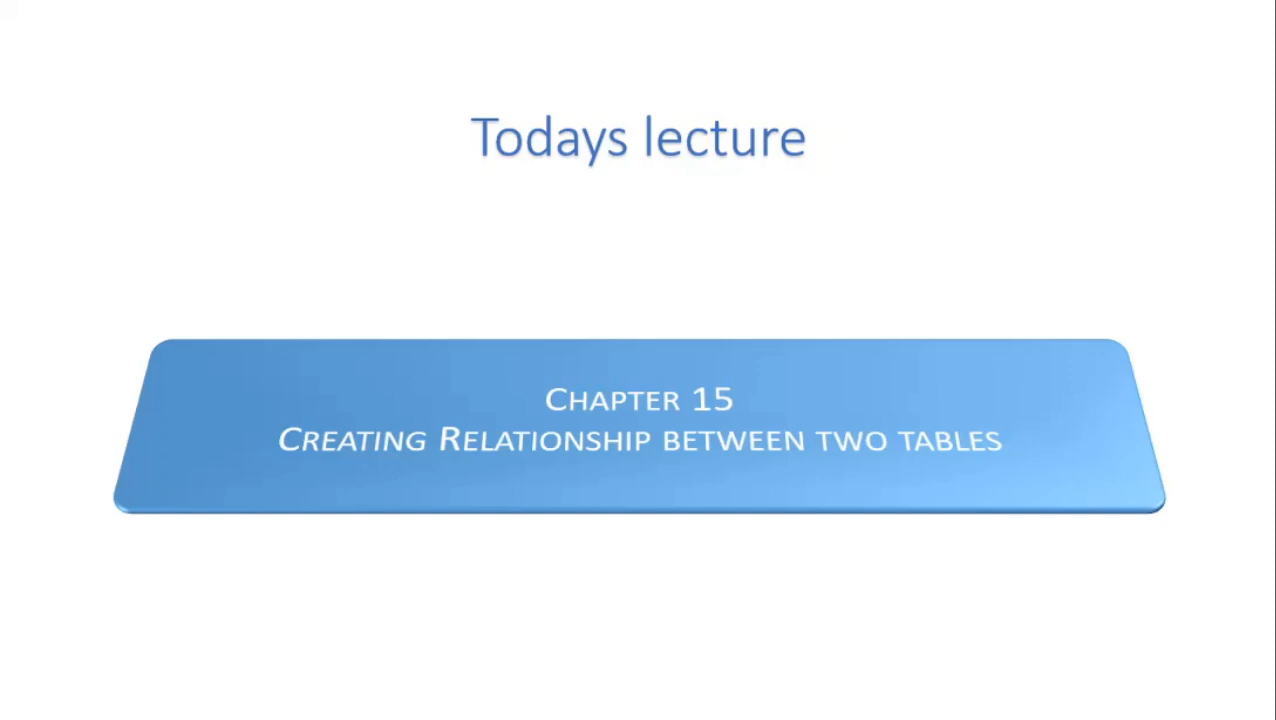 Todays lecture
Chapter 15
Creating Relationship between two tables